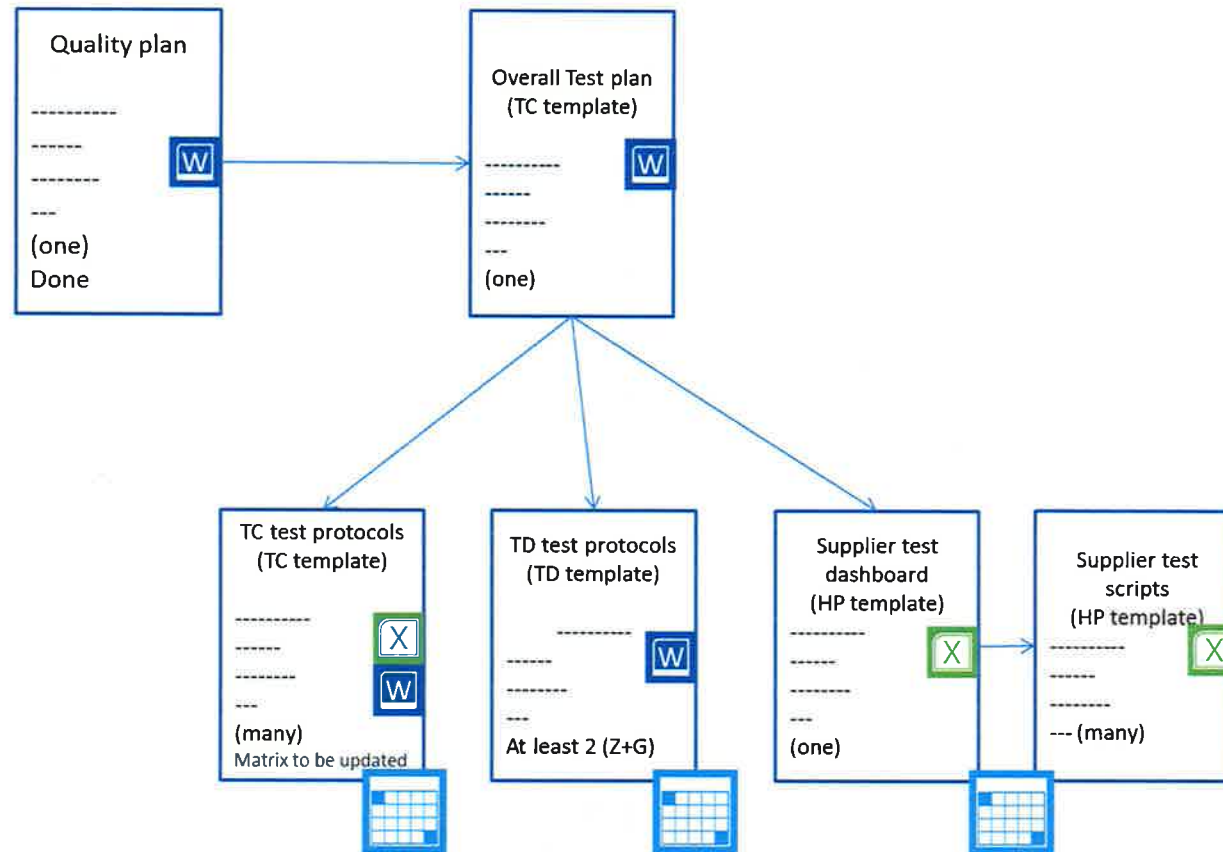 Quality plan
----------
------
--------
---
(one)
Done
W
Overall Test plan
(TC template)
----------
------
--------
---
(one)
W
TC test protocols
(TC template)
----------
------
--------
---
(many)
Matrix to be updated
X
W
TD test protocols
(TD template)
----------
------
--------
---
At least 2 (Z+G)
W
Supplier test
dashboard
(HP template)
----------
------
--------
---
(one)
X
Supplier test
scripts
(HP template)
----------
------
--------
--- (many)
X